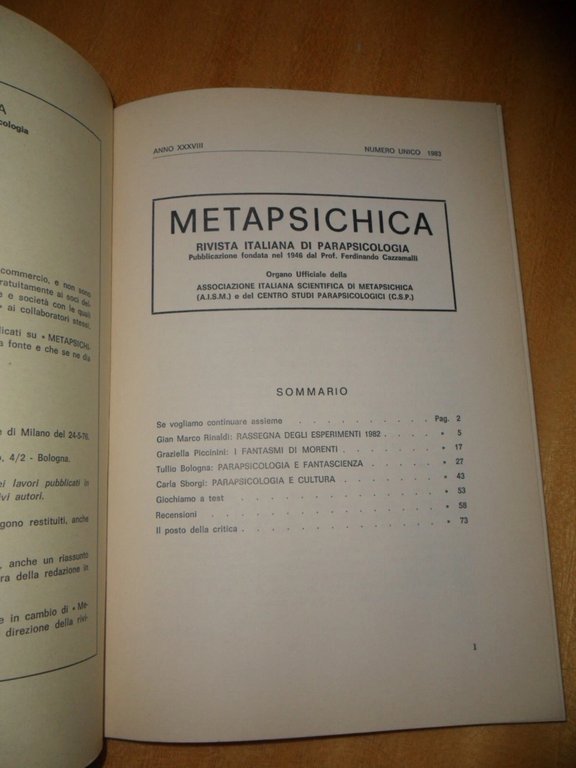 A
cologia
commercio, e non sono
gratuitamente ai soci del-
e e società con le quali
ai collaboratori stessi.
licati su « METAPSICHI-
a fonte e che se ne dia
e di Milano del 24-5-76.
o, 4/2 - Bologna.
ei lavori pubblicati in
ivi autori.
gono restituiti, anche
, anche un riassunto
ra della redazione in
e in cambio di « Me-
direzione della rivi-
ANNO XXXVIII
NUMERO UNICO 1983
METAPSICHICA
RIVISTA ITALIANA DI PARAPSICOLOGIA
Pubblicazione fondata nel 1946 dal Prof. Ferdinando Cazzamalli
Organo Ufficiale della
ASSOCIAZIONE ITALIANA SCIENTIFICA DI METAPSICHICA
(A.I.S.M.) e del CENTRO STUDI PARAPSICOLOGICI (C.S.P.)
SOMMARIO
Se vogliamo continuare assieme . . . . . . . . . Pag. 2
Gian Marco Rinaldi: RASSEGNA DEGLI ESPERIMENTI 1982 . . . . » 5
Graziella Piccinini: I FANTASMI DI MORENTI . . . . . . » 17
Tullio Bologna: PARAPSICOLOGIA E FANTASCIENZA . . . . . » 27
Carla Sborgi: PARAPSICOLOGIA E CULTURA . . . . . . » 43
Giochiamo a test . . . . . . . . . . . » 53
Recensioni . . . . . . . . . . . . » 58
Il posto della critica . . . . . . . . . . . » 73
1